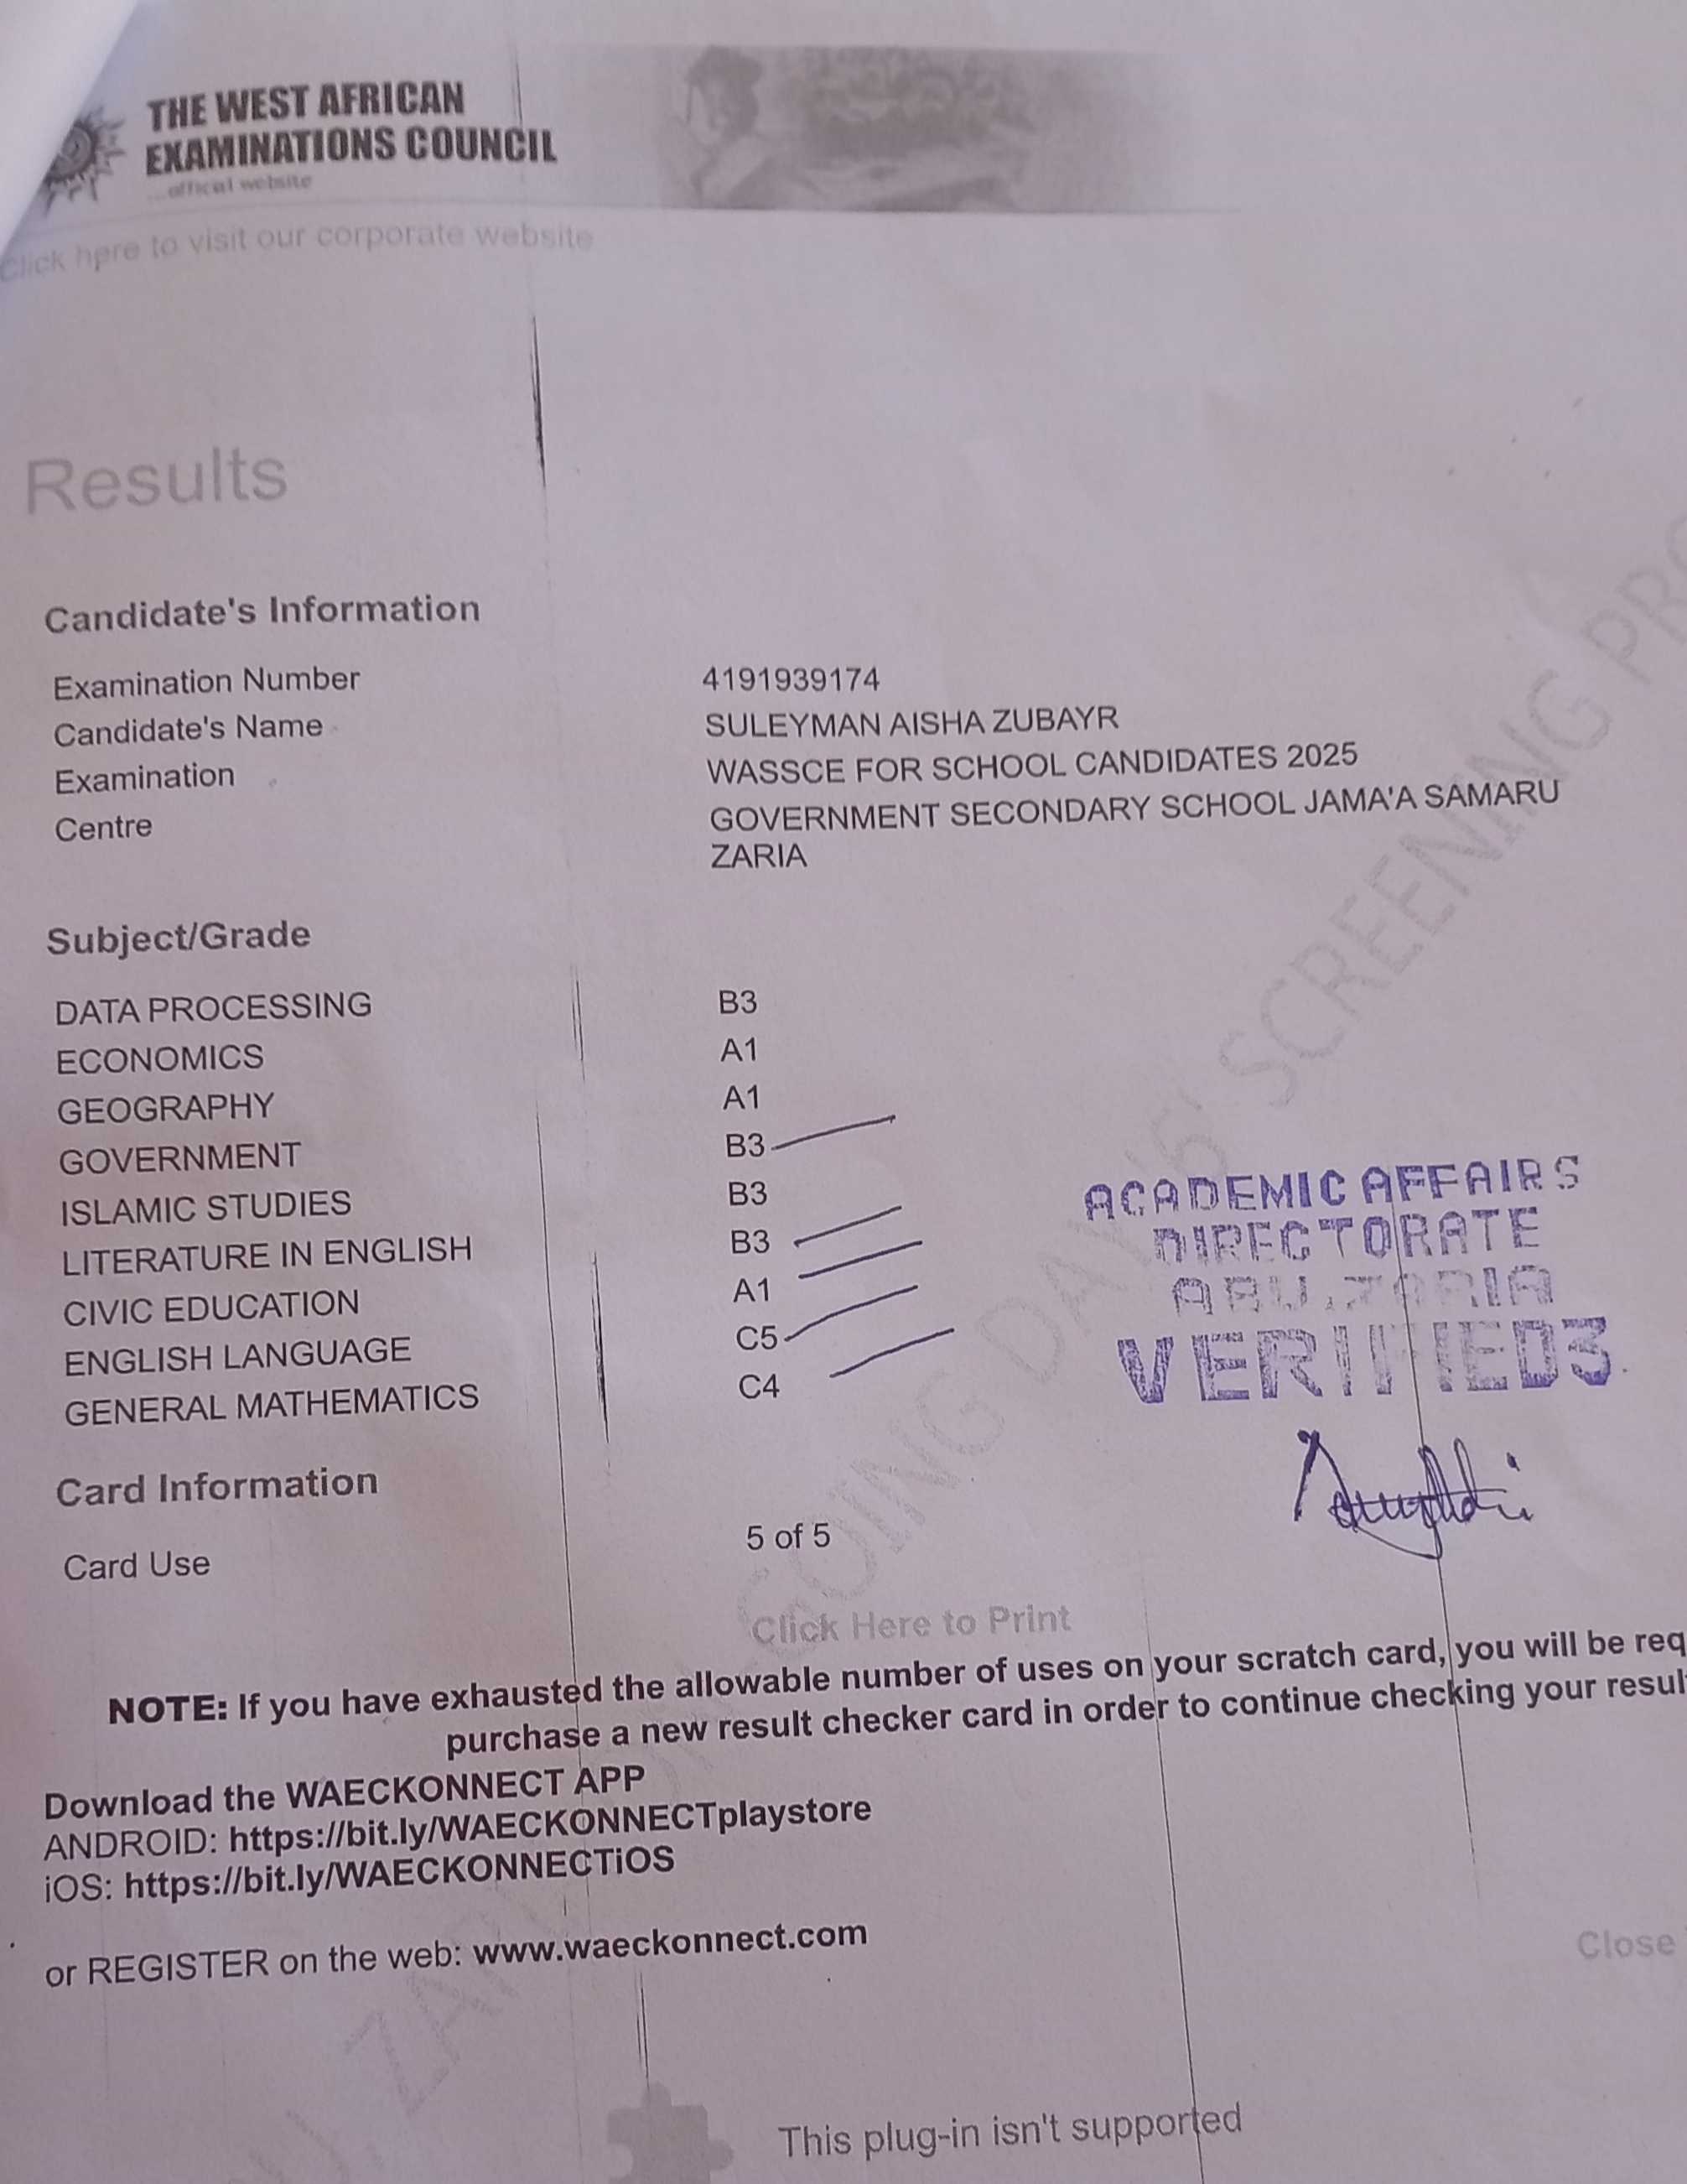 THE WEST AFRICAN
EXAMINATIONS COUNCIL
...offical website
Click here to visit our corporate website
Results
Candidate's Information
Examination Number 4191939174
Candidate's Name SULEYMAN AISHA ZUBAYR
Examination WASSCE FOR SCHOOL CANDIDATES 2025
Centre GOVERNMENT SECONDARY SCHOOL JAMA'A SAMARU
ZARIA
Subject/Grade
DATA PROCESSING B3
ECONOMICS A1
GEOGRAPHY A1
GOVERNMENT B3
ISLAMIC STUDIES B3
LITERATURE IN ENGLISH B3
CIVIC EDUCATION A1
ENGLISH LANGUAGE C5
GENERAL MATHEMATICS C4
ACADEMIC AFFAIRS
DIRECTORATE
ABU, ZARIA
VERIFIED3
Card Information
Card Use 5 of 5
Click Here to Print
NOTE: If you have exhausted the allowable number of uses on your scratch card, you will be req
purchase a new result checker card in order to continue checking your resul
Download the WAECKONNECT APP
ANDROID: https://bit.ly/WAECKONNECTplaystore
iOS: https://bit.ly/WAECKONNECTiOS
or REGISTER on the web: www.waeckonnect.com
Close
This plug-in isn't supported
SCREENING